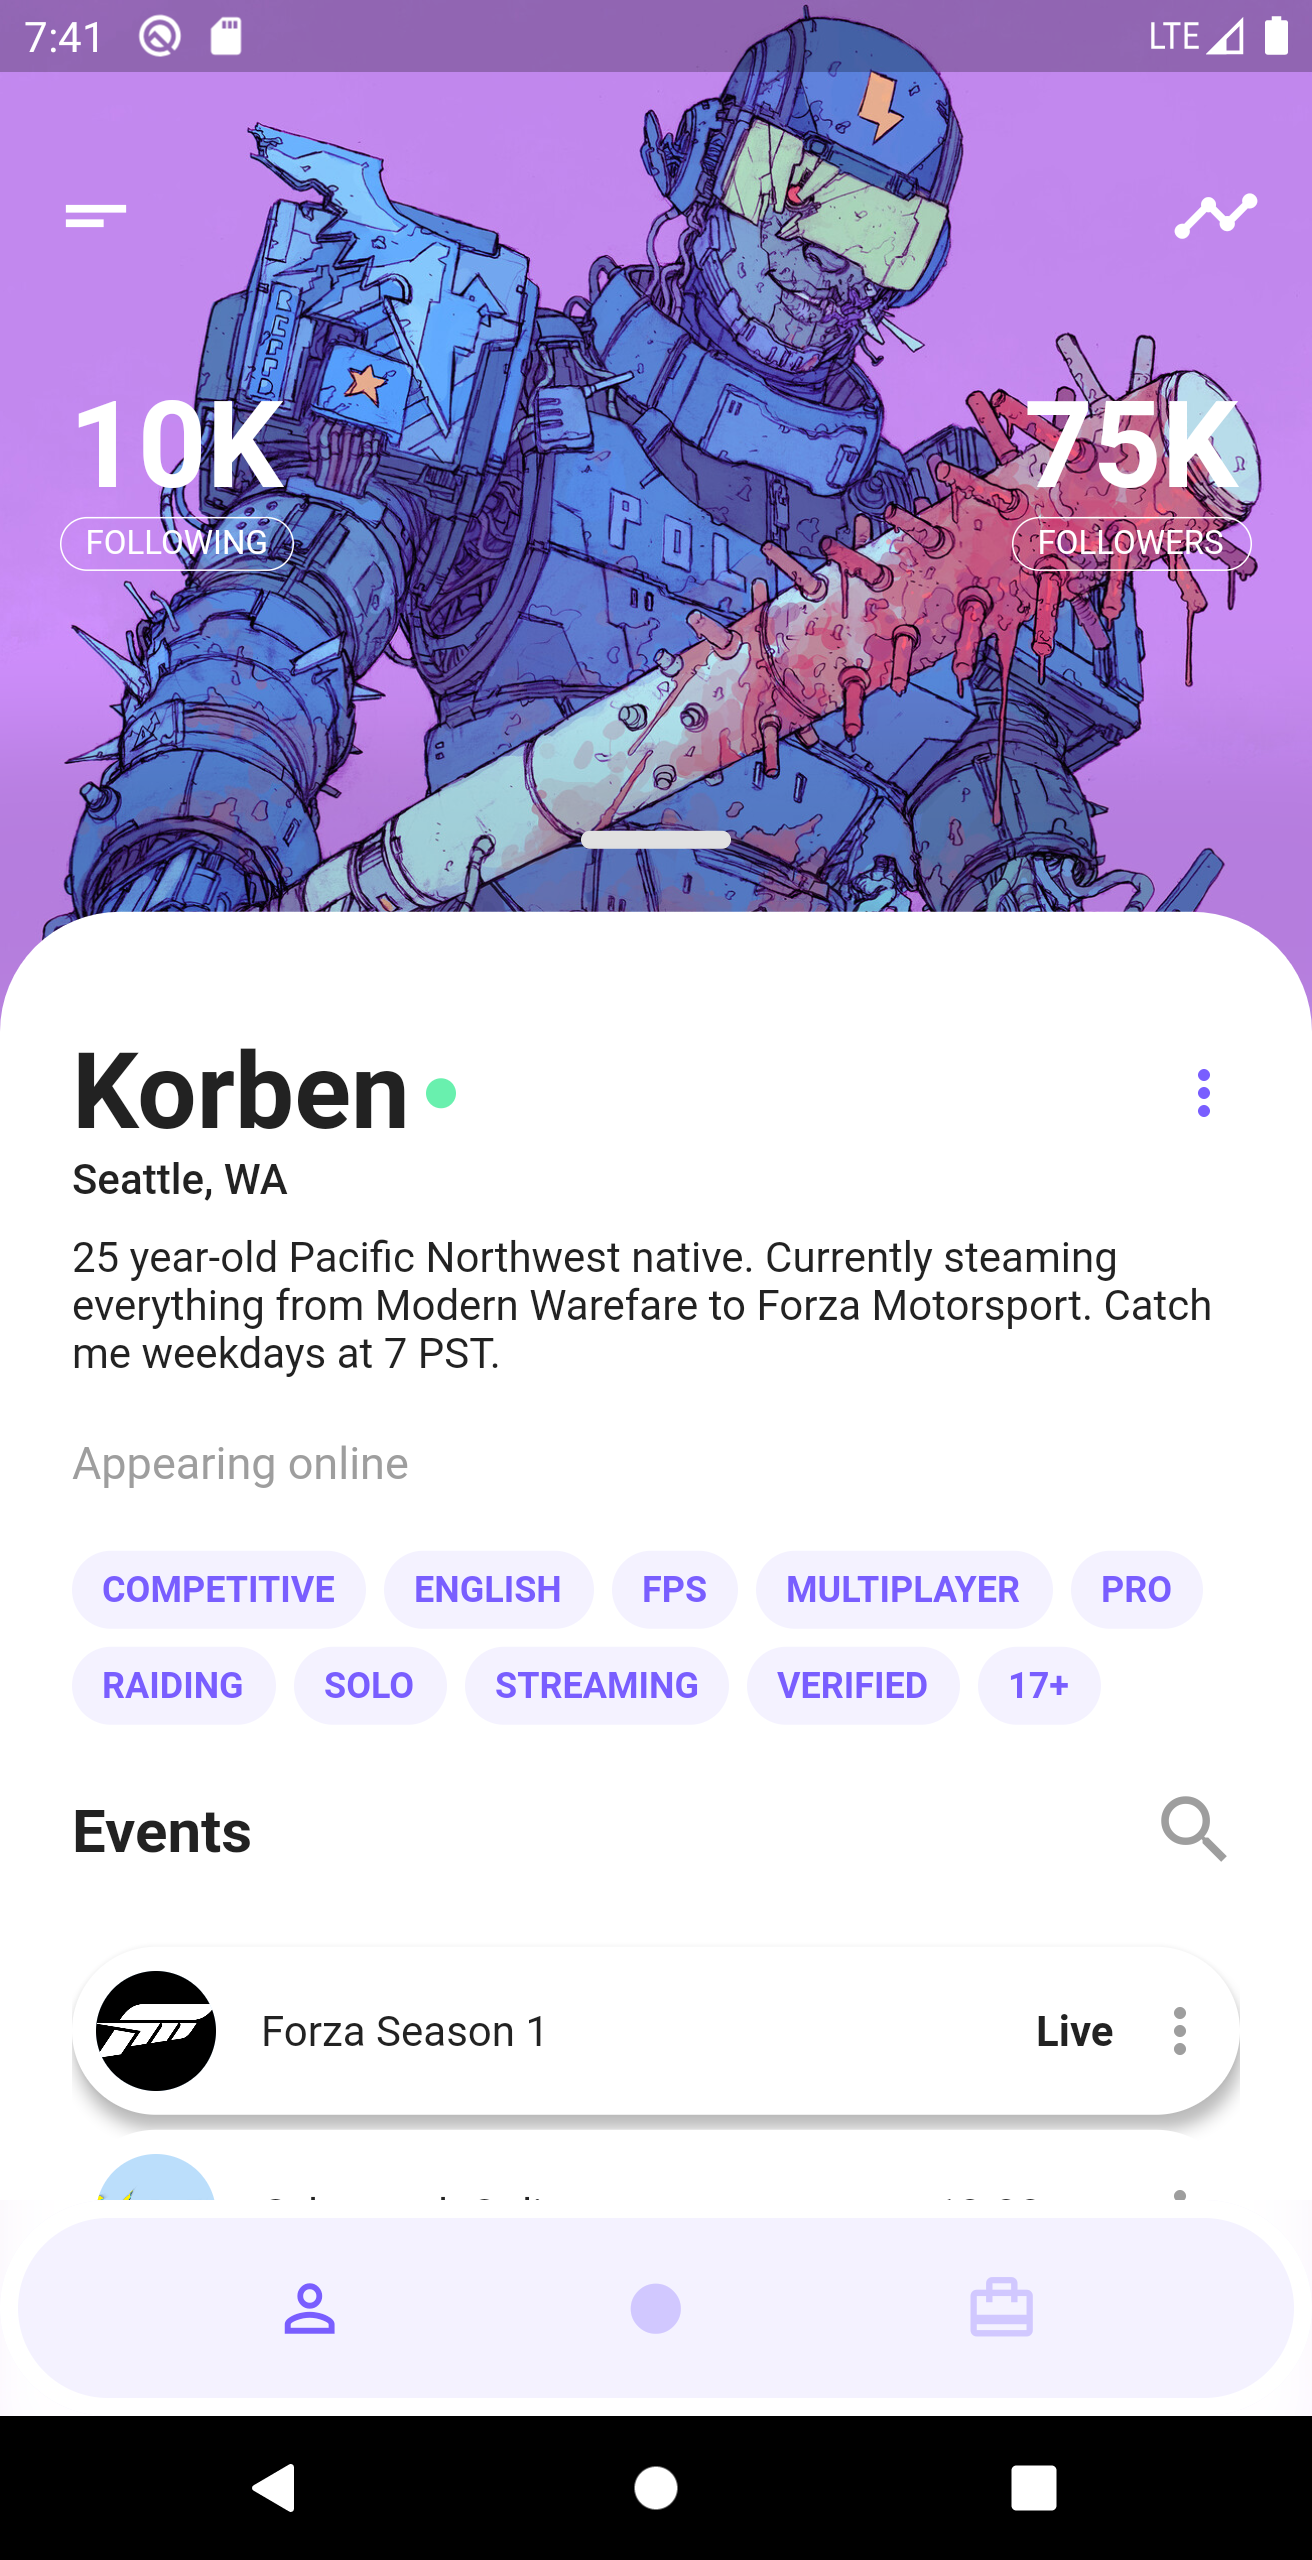 7:41 LTE
10K 75K
FOLLOWING FOLLOWERS
POL
Korben
Seattle, WA
25 year-old Pacific Northwest native. Currently steaming
everything from Modern Warefare to Forza Motorsport. Catch
me weekdays at 7 PST.
Appearing online
COMPETITIVE ENGLISH FPS MULTIPLAYER PRO
RAIDING SOLO STREAMING VERIFIED 17+
Events
Forza Season 1 Live